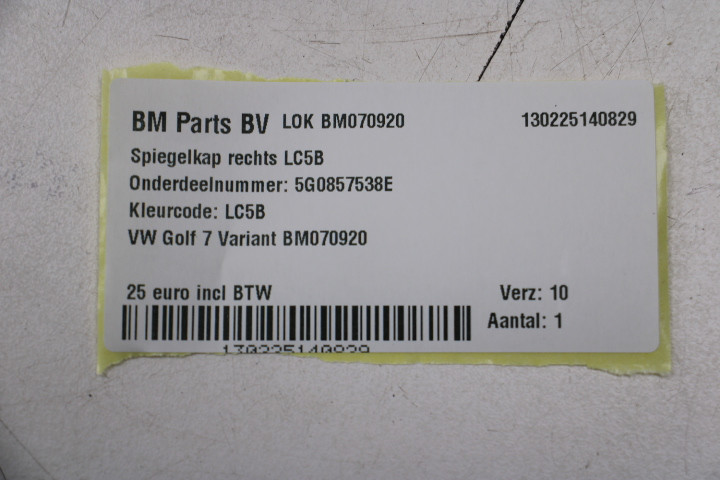 BM Parts BV LOK BM070920 130225140829
Spiegelkap rechts LC5B
Onderdeelnummer: 5G0857538E
Kleurcode: LC5B
VW Golf 7 Variant BM070920
25 euro incl BTW Verz: 10
Aantal: 1
130225140829